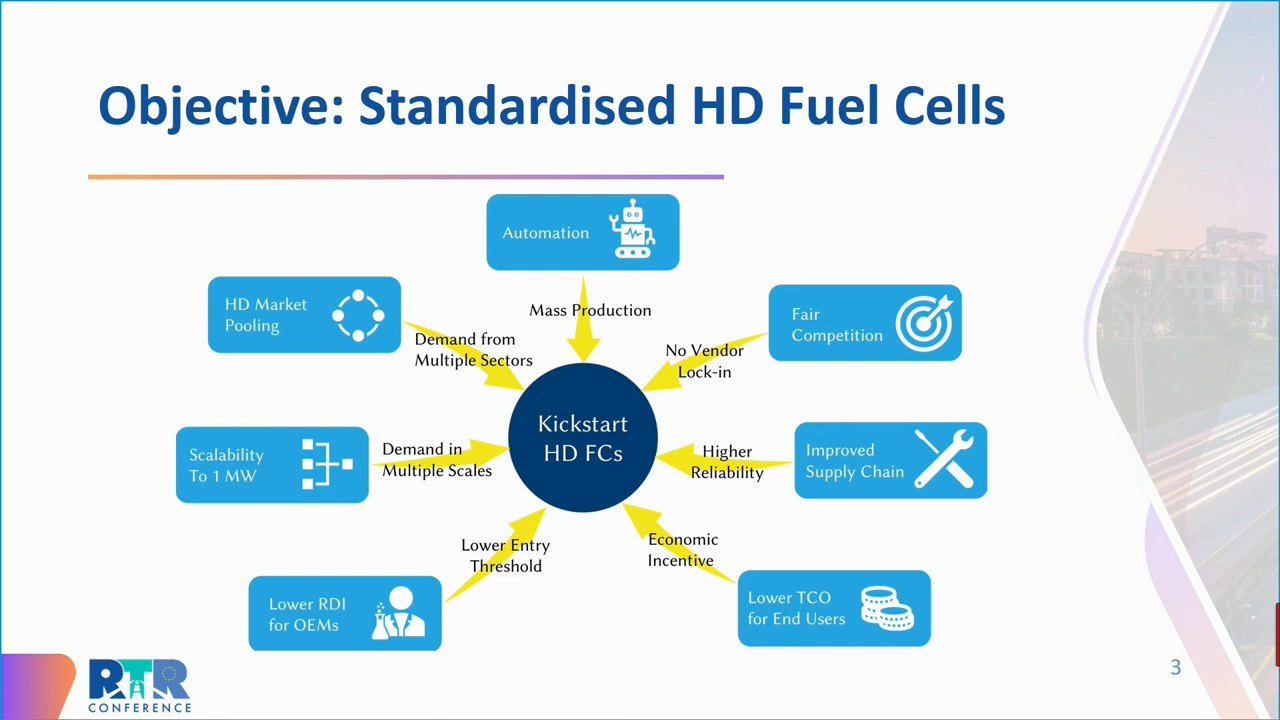 Objective: Standardised HD Fuel Cells
Automation
Mass Production
HD Market
Pooling
Demand from
Multiple Sectors
Fair
Competition
No Vendor
Lock-in
Kickstart
HD FCs
Scalability
To 1 MW
Demand in
Multiple Scales
Higher
Reliability
Improved
Supply Chain
Lower Entry
Threshold
Economic
Incentive
Lower RDI
for OEMs
Lower TCO
for End Users
RTR
CONFERENCE
3